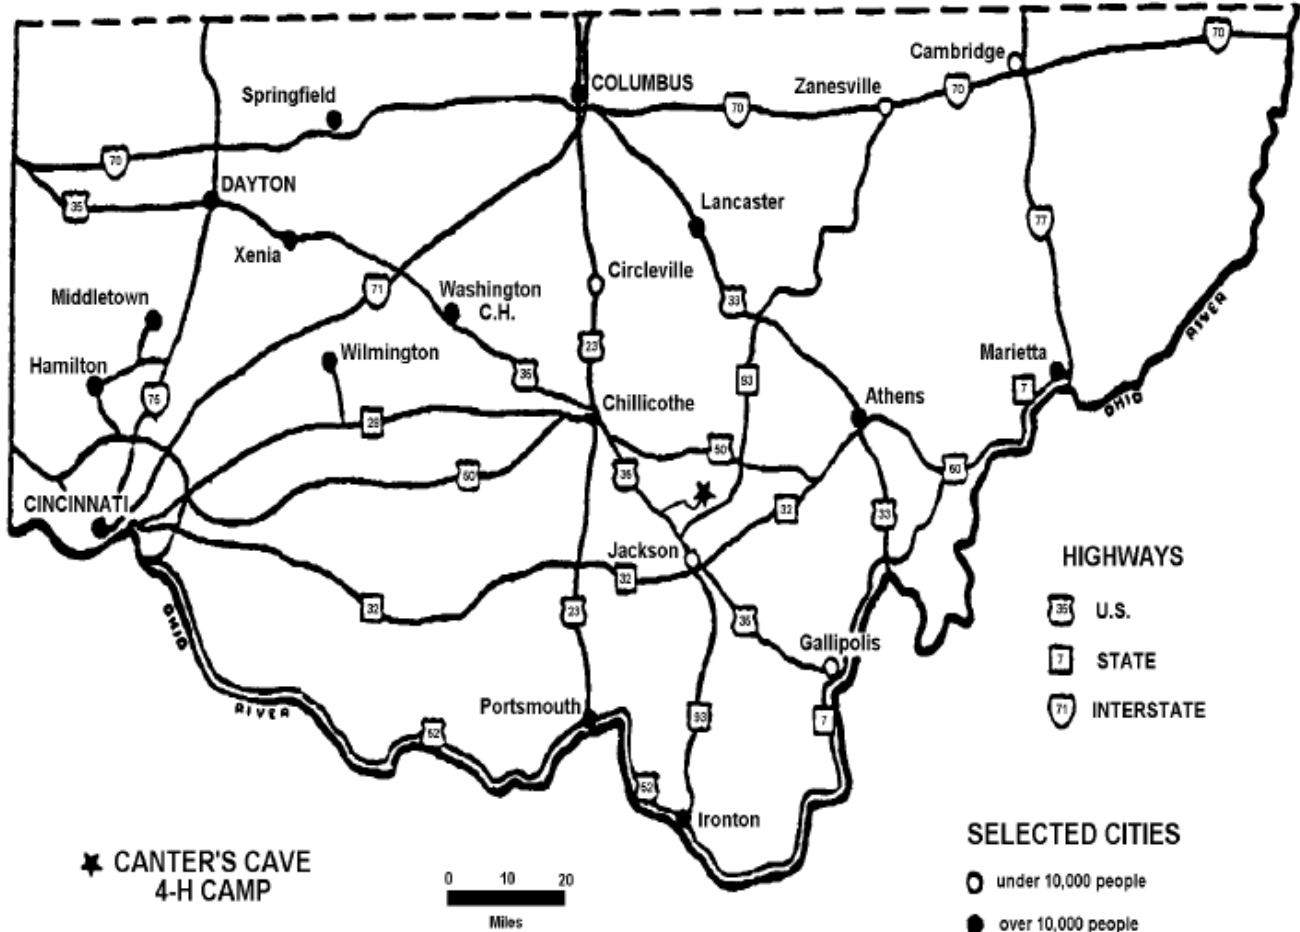 70
Cambridge
COLUMBUS
Zanesville
70
Springfield
70
70
DAYTON
35
Lancaster
77
Xenia
Circleville
71
Washington
C.H.
Middletown
33
RIVER
Wilmington
23
Marietta
Hamilton
35
93
7
75
Athens
OHIO
Chillicothe
28
50
50
35
50
CINCINNATI
32
33
Jackson
32
HIGHWAYS
32
23
35
35
U.S.
OHIO
Gallipolis
7
STATE
RIVER
Portsmouth
93
7
71
INTERSTATE
52
52
Ironton
SELECTED CITIES
CANTER'S CAVE
4-H CAMP
0 10 20
Miles
under 10,000 people
over 10,000 people